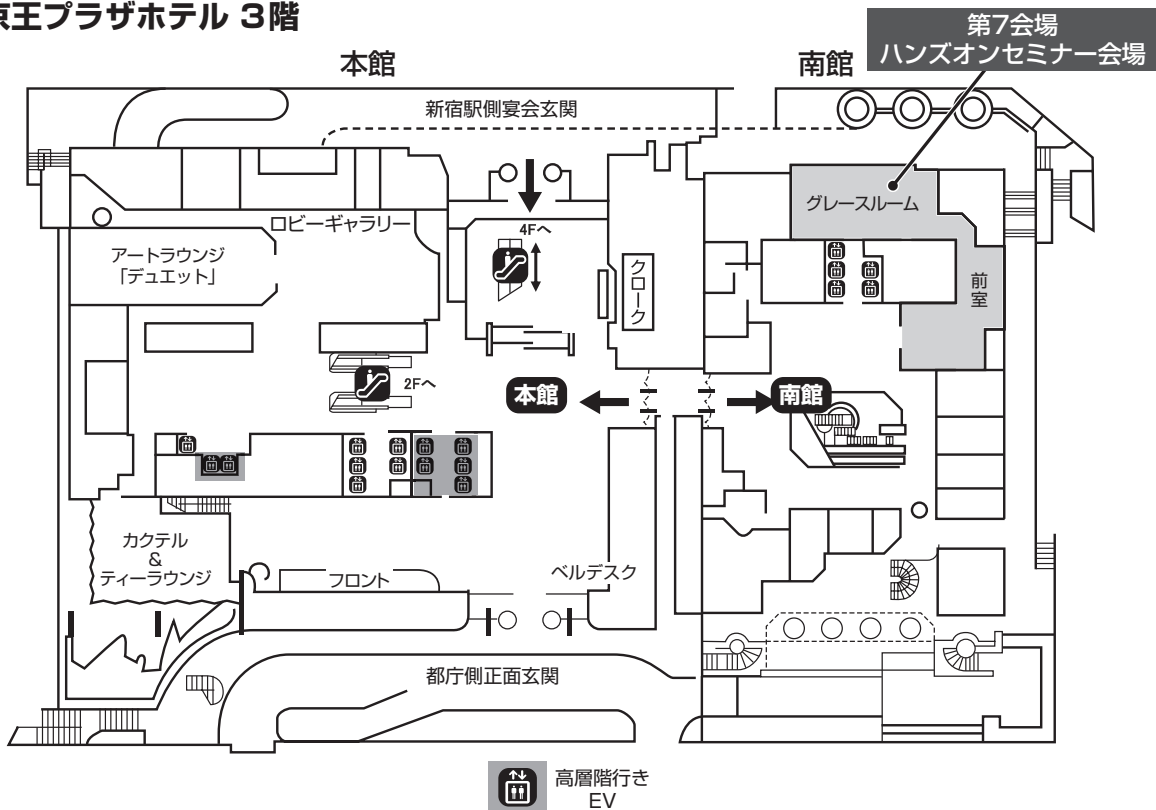 京王プラザホテル 3階
第7会場
ハンズオンセミナー会場
本館
南館
新宿駅側宴会玄関
グレースルーム
ロビーギャラリー
4Fへ
アートラウンジ
「デュエット」
クローク
前室
2Fへ
本館
南館
カクテル
&
ティーラウンジ
フロント
ベルデスク
都庁側正面玄関
高層階行き
EV